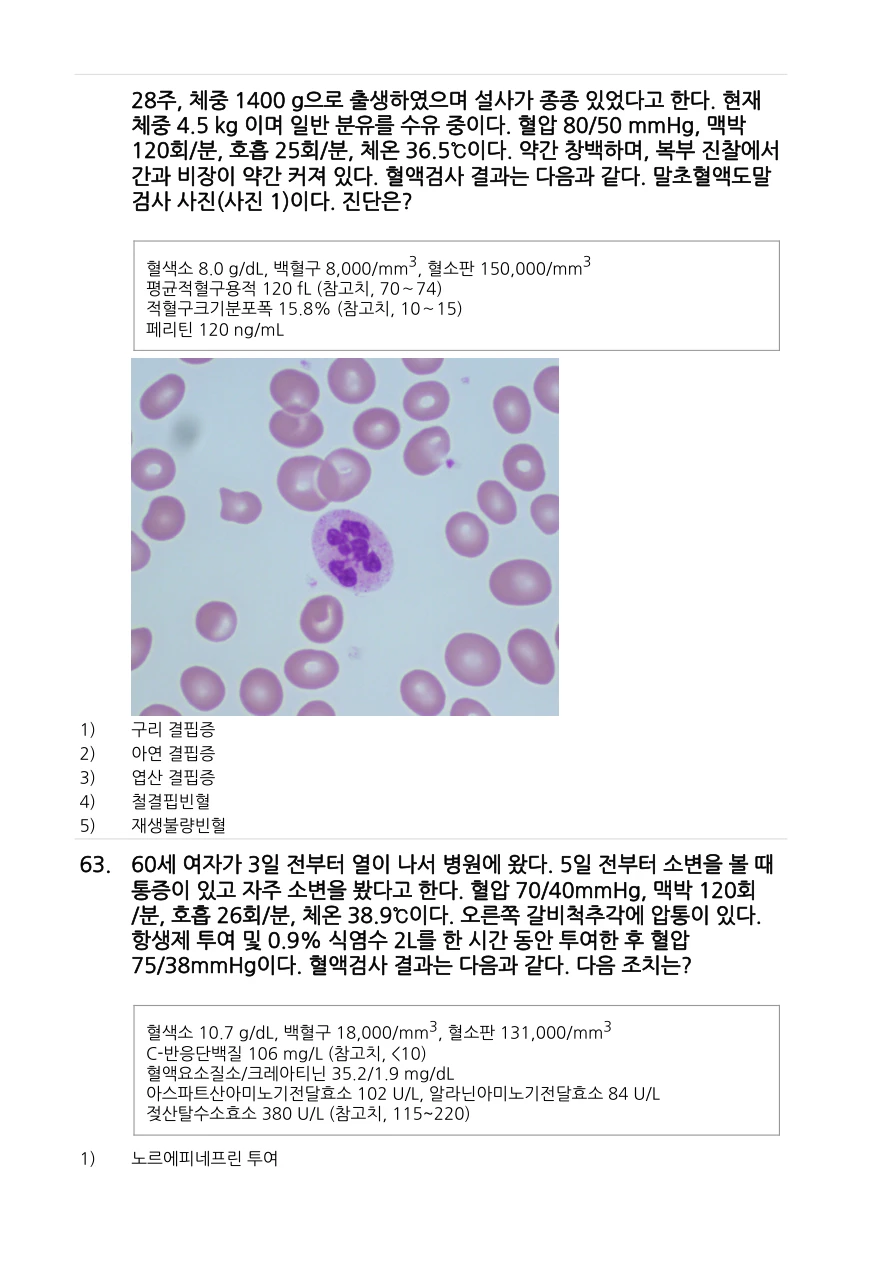 28주, 체중 1400 g으로 출생하였으며 설사가 종종 있었다고 한다. 현재
체중 4.5 kg 이며 일반 분유를 수유 중이다. 혈압 80/50 mmHg, 맥박
120회/분, 호흡 25회/분, 체온 36.5℃이다. 약간 창백하며, 복부 진찰에서
간과 비장이 약간 커져 있다. 혈액검사 결과는 다음과 같다. 말초혈액도말
검사 사진(사진 1)이다. 진단은?
혈색소 8.0 g/dL, 백혈구 8,000/mm³, 혈소판 150,000/mm³
평균적혈구용적 120 fL (참고치, 70~74)
적혈구크기분포폭 15.8% (참고치, 10~15)
페리틴 120 ng/mL
1) 구리 결핍증
2) 아연 결핍증
3) 엽산 결핍증
4) 철결핍빈혈
5) 재생불량빈혈
63. 60세 여자가 3일 전부터 열이 나서 병원에 왔다. 5일 전부터 소변을 볼 때
통증이 있고 자주 소변을 봤다고 한다. 혈압 70/40mmHg, 맥박 120회
/분, 호흡 26회/분, 체온 38.9℃이다. 오른쪽 갈비척추각에 압통이 있다.
항생제 투여 및 0.9% 식염수 2L를 한 시간 동안 투여한 후 혈압
75/38mmHg이다. 혈액검사 결과는 다음과 같다. 다음 조치는?
혈색소 10.7 g/dL, 백혈구 18,000/mm³, 혈소판 131,000/mm³
C-반응단백질 106 mg/L (참고치, <10)
혈액요소질소/크레아티닌 35.2/1.9 mg/dL
아스파트산아미노기전달효소 102 U/L, 알라닌아미노기전달효소 84 U/L
젖산탈수소효소 380 U/L (참고치, 115~220)
1) 노르에피네프린 투여